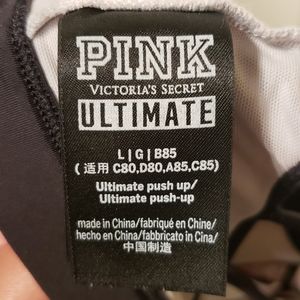 PINK
VICTORIA'S SECRET
ULTIMATE
L|G|B85
(适用 C80,D80,A85,C85)
Ultimate push up/
Ultimate push-up
made in China/fabriqué en Chine/
hecho en China/fabbricato in Cina/
中国制造